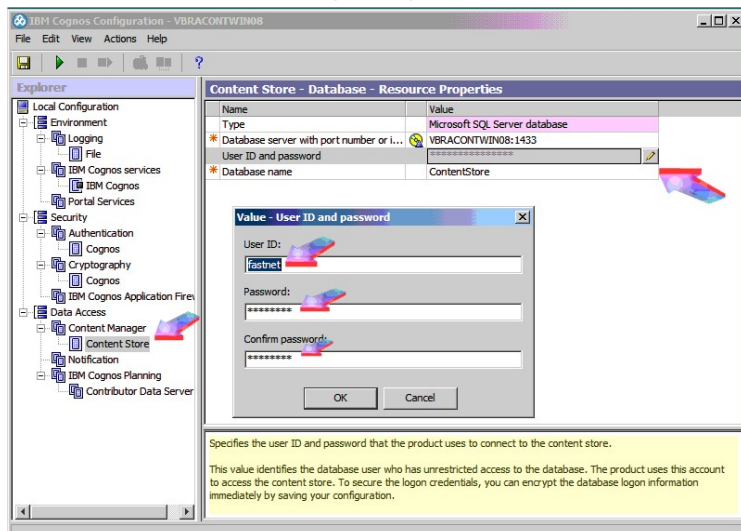 IBM Cognos Configuration - VBRACONTWIN08
File Edit View Actions Help
Explorer
Local Configuration
Environment
Logging
File
IBM Cognos services
IBM Cognos
Portal Services
Security
Authentication
Cognos
Cryptography
Cognos
IBM Cognos Application Firew
Data Access
Content Manager
Content Store
Notification
IBM Cognos Planning
Contributor Data Server
Content Store - Database - Resource Properties
Name Value
Type Microsoft SQL Server database
* Database server with port number or i... VBRACONTWIN08:1433
User ID and password ***************
* Database name ContentStore
Value - User ID and password
User ID:
fastnet
Password:
********
Confirm password:
********
OK Cancel
Specifies the user ID and password that the product uses to connect to the content store.
This value identifies the database user who has unrestricted access to the database. The product uses this account
to access the content store. To secure the logon credentials, you can encrypt the database logon information
immediately by saving your configuration.